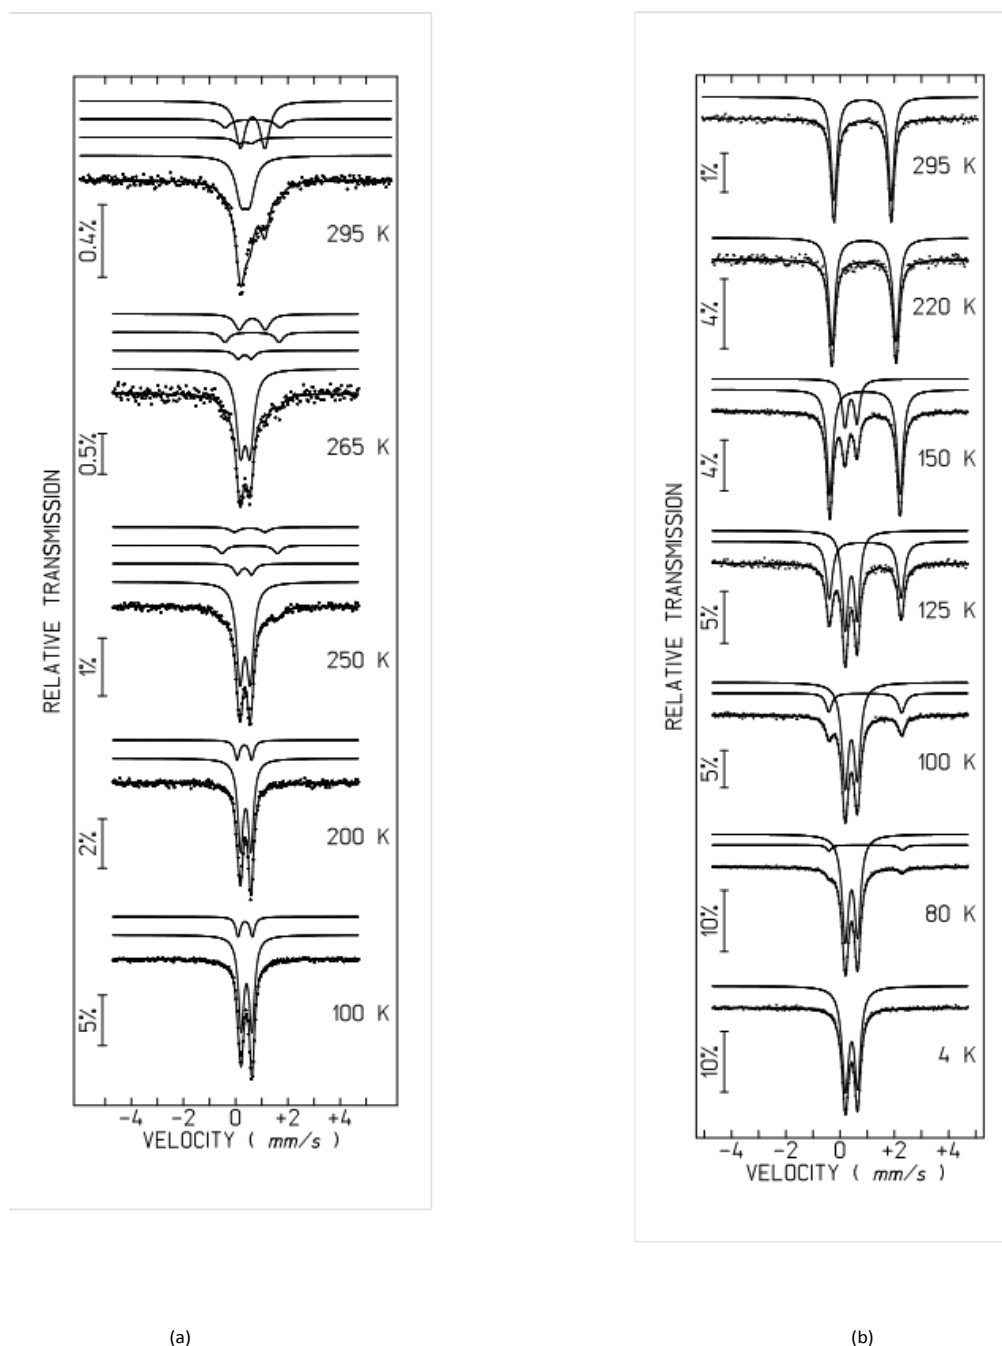 RELATIVE TRANSMISSION
0.4%
295 K
0.5%
265 K
1%
250 K
2%
200 K
5%
100 K
-4 -2 0 +2 +4
VELOCITY ( mm/s )
(a)
RELATIVE TRANSMISSION
1%
295 K
4%
220 K
4%
150 K
5%
125 K
5%
100 K
10%
80 K
10%
4 K
-4 -2 0 +2 +4
VELOCITY ( mm/s )
(b)